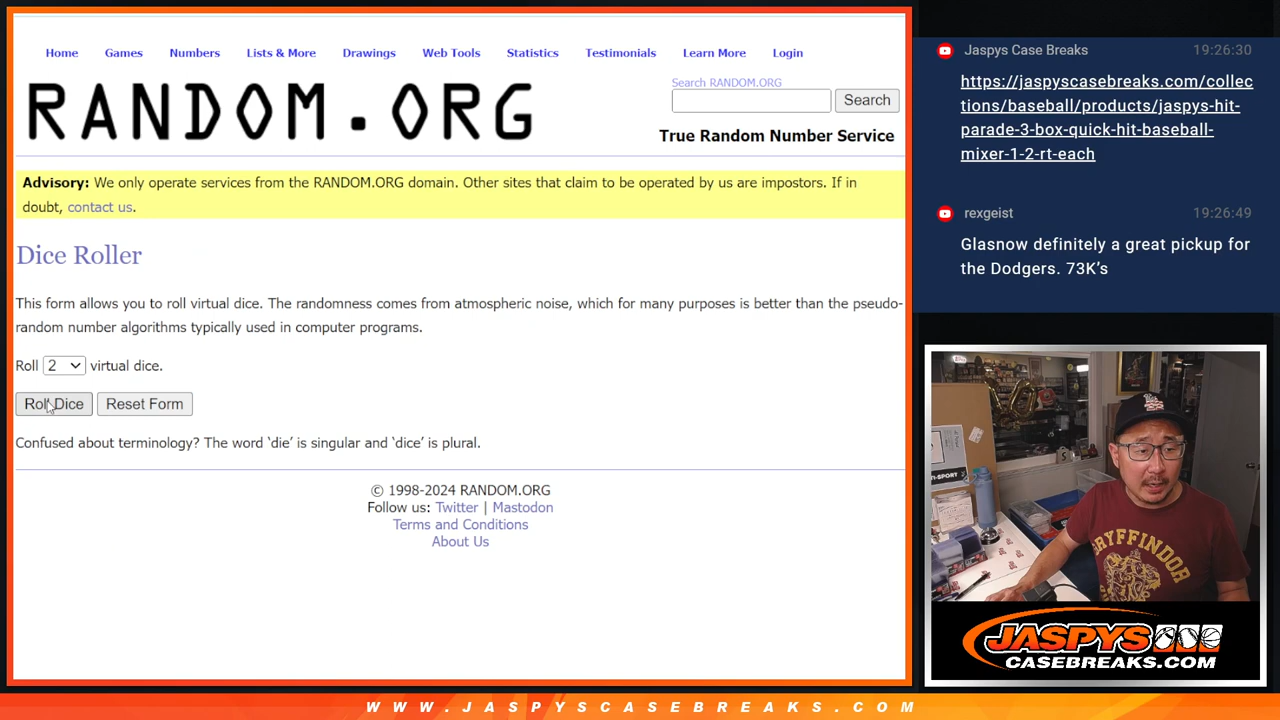 Home Games Numbers Lists & More Drawings Web Tools Statistics Testimonials Learn More Login
RANDOM.ORG
Search RANDOM.ORG
Search
True Random Number Service
Advisory: We only operate services from the RANDOM.ORG domain. Other sites that claim to be operated by us are impostors. If in
doubt, contact us.
Dice Roller
This form allows you to roll virtual dice. The randomness comes from atmospheric noise, which for many purposes is better than the pseudo-
random number algorithms typically used in computer programs.
Roll 2 virtual dice.
Roll Dice Reset Form
Confused about terminology? The word ‘die’ is singular and ‘dice’ is plural.
© 1998-2024 RANDOM.ORG
Follow us: Twitter | Mastodon
Terms and Conditions
About Us
Jaspys Case Breaks 19:26:30
https://jaspyscasebreaks.com/collec
tions/baseball/products/jaspys-hit-
parade-3-box-quick-hit-baseball-
mixer-1-2-rt-each
rexgeist 19:26:49
Glasnow definitely a great pickup for
the Dodgers. 73K’s
GRYFFINDOR
JASPYS
CASEBREAKS.COM
WWW.JASPYSCASEBREAKS.COM